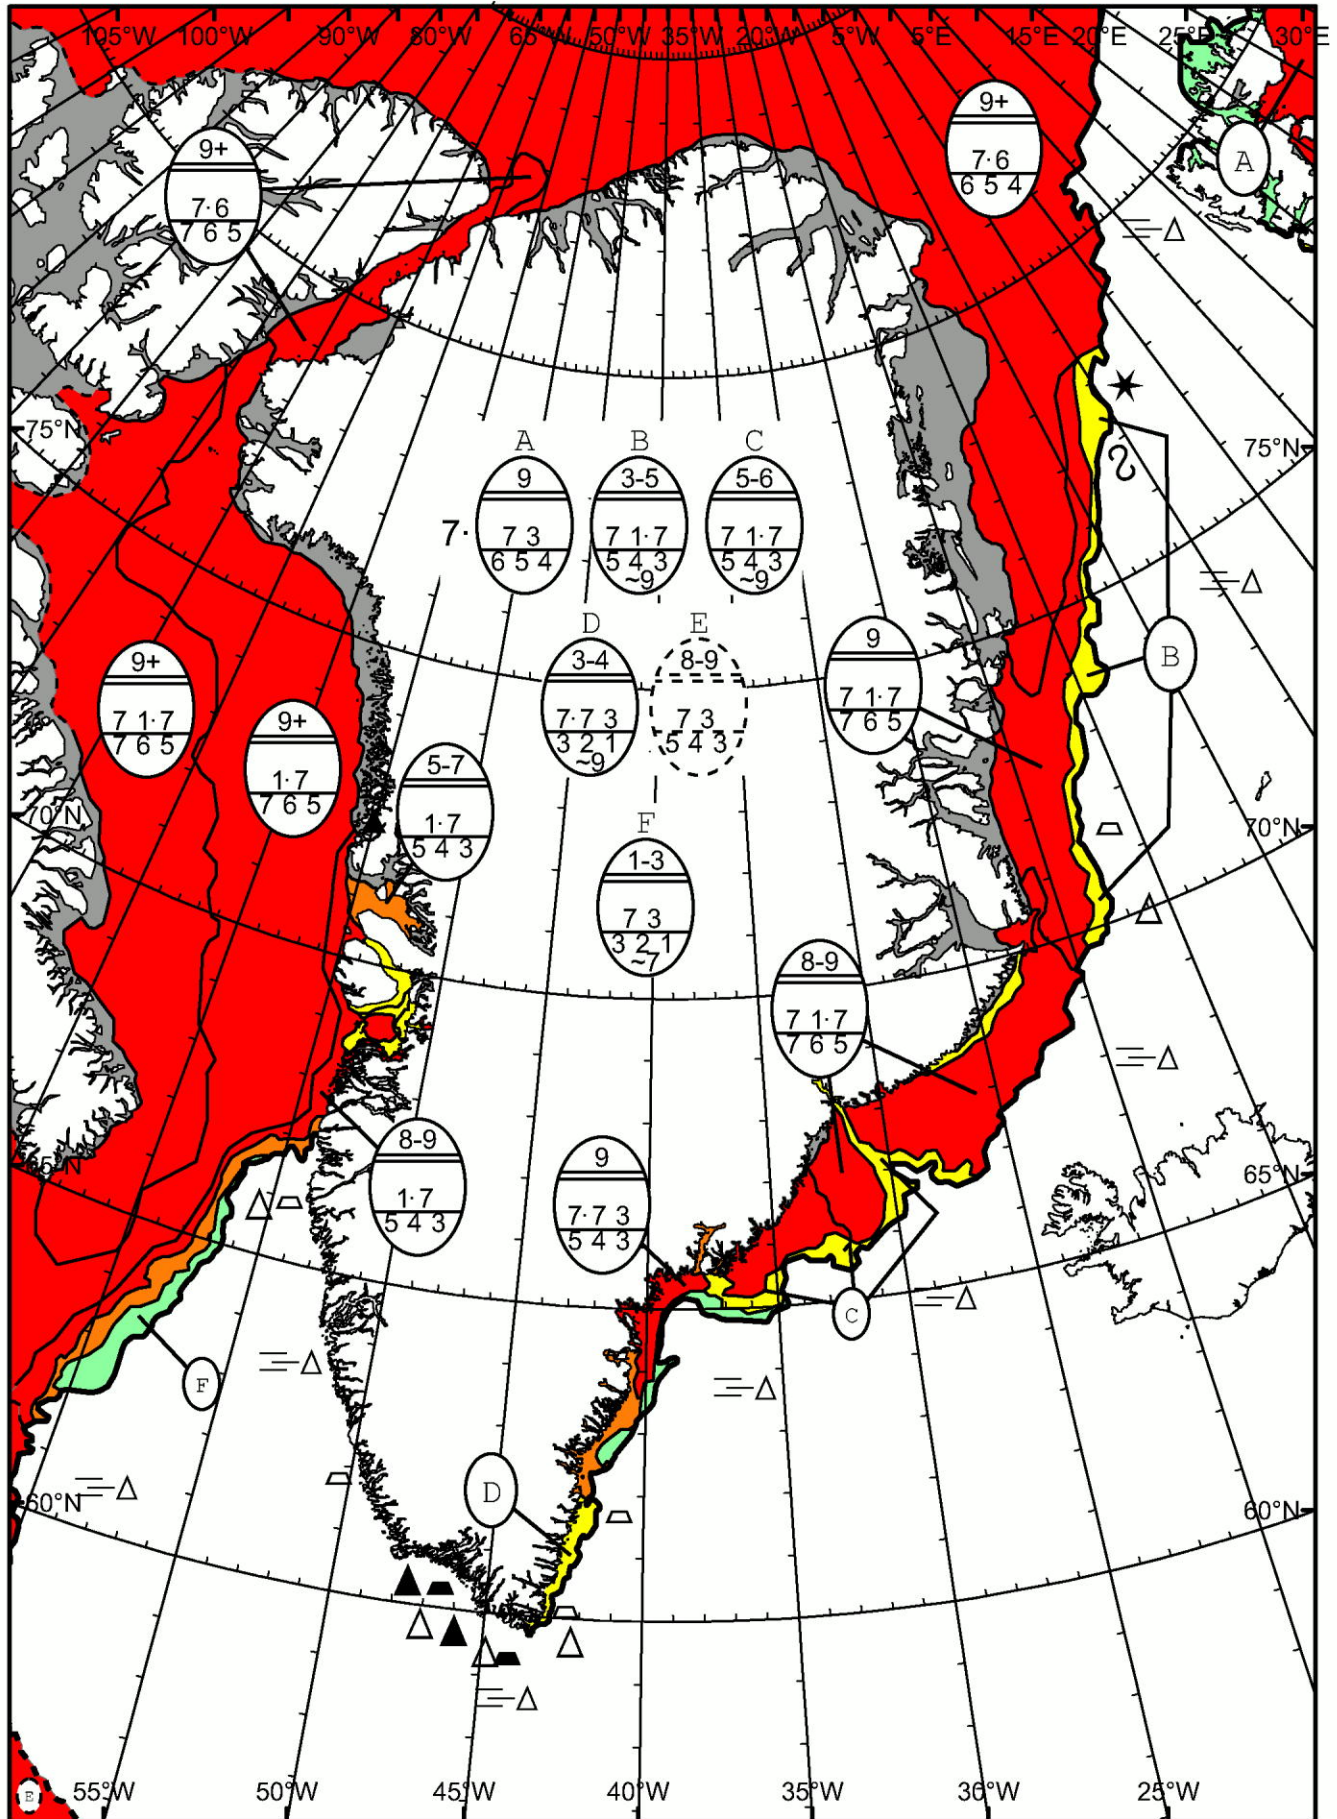 105°W 100°W 90°W 80°W 65°W 50°W 35°W 20°W 5°W 5°E 15°E 20°E 25°E 30°E
9+
7·6
6 5 4
A
9+
7·6
7 6 5
75°N
75°N
A B C
9 3-5 5-6
7· 7 3 7 1·7 7 1·7
6 5 4 5 4 3 5 4 3
~9 ~9
D E
3-4 8-9
7·7 3 7 3
3 2 1 5 4 3
~9
9
7 1·7
7 6 5
B
9+
7 1·7
7 6 5
9+
1·7
7 6 5
5-7
1·7
5 4 3
70°N
70°N
F
1-3
7 3
3 2 1
~7
8-9
7 1·7
7 6 5
8-9
1·7
5 4 3
9
7·7 3
5 4 3
65°N
65°N
C
F
D
60°N
60°N
E
55°W 50°W 45°W 40°W 35°W 30°W 25°W